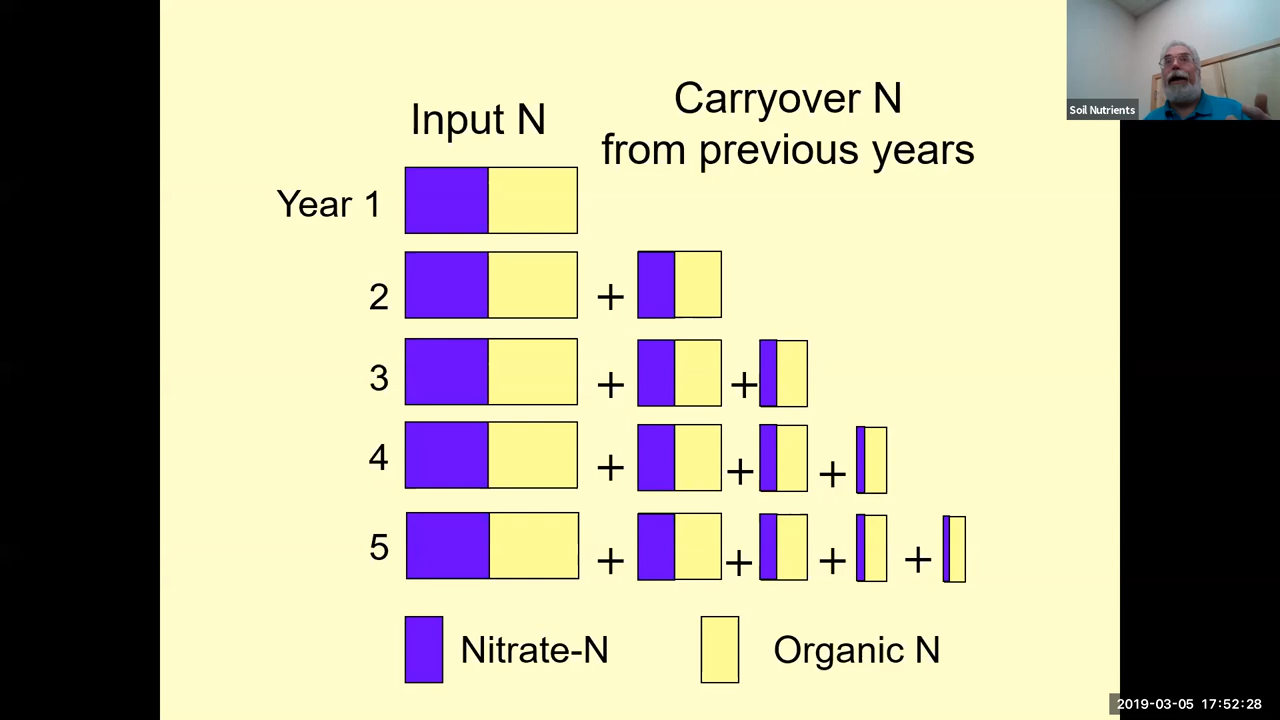 Input N
Carryover N
from previous years
Year 1
2 +
3 + +
4 + + +
5 + + + +
Nitrate-N
Organic N
Soil Nutrients
2019-03-05 17:52:28